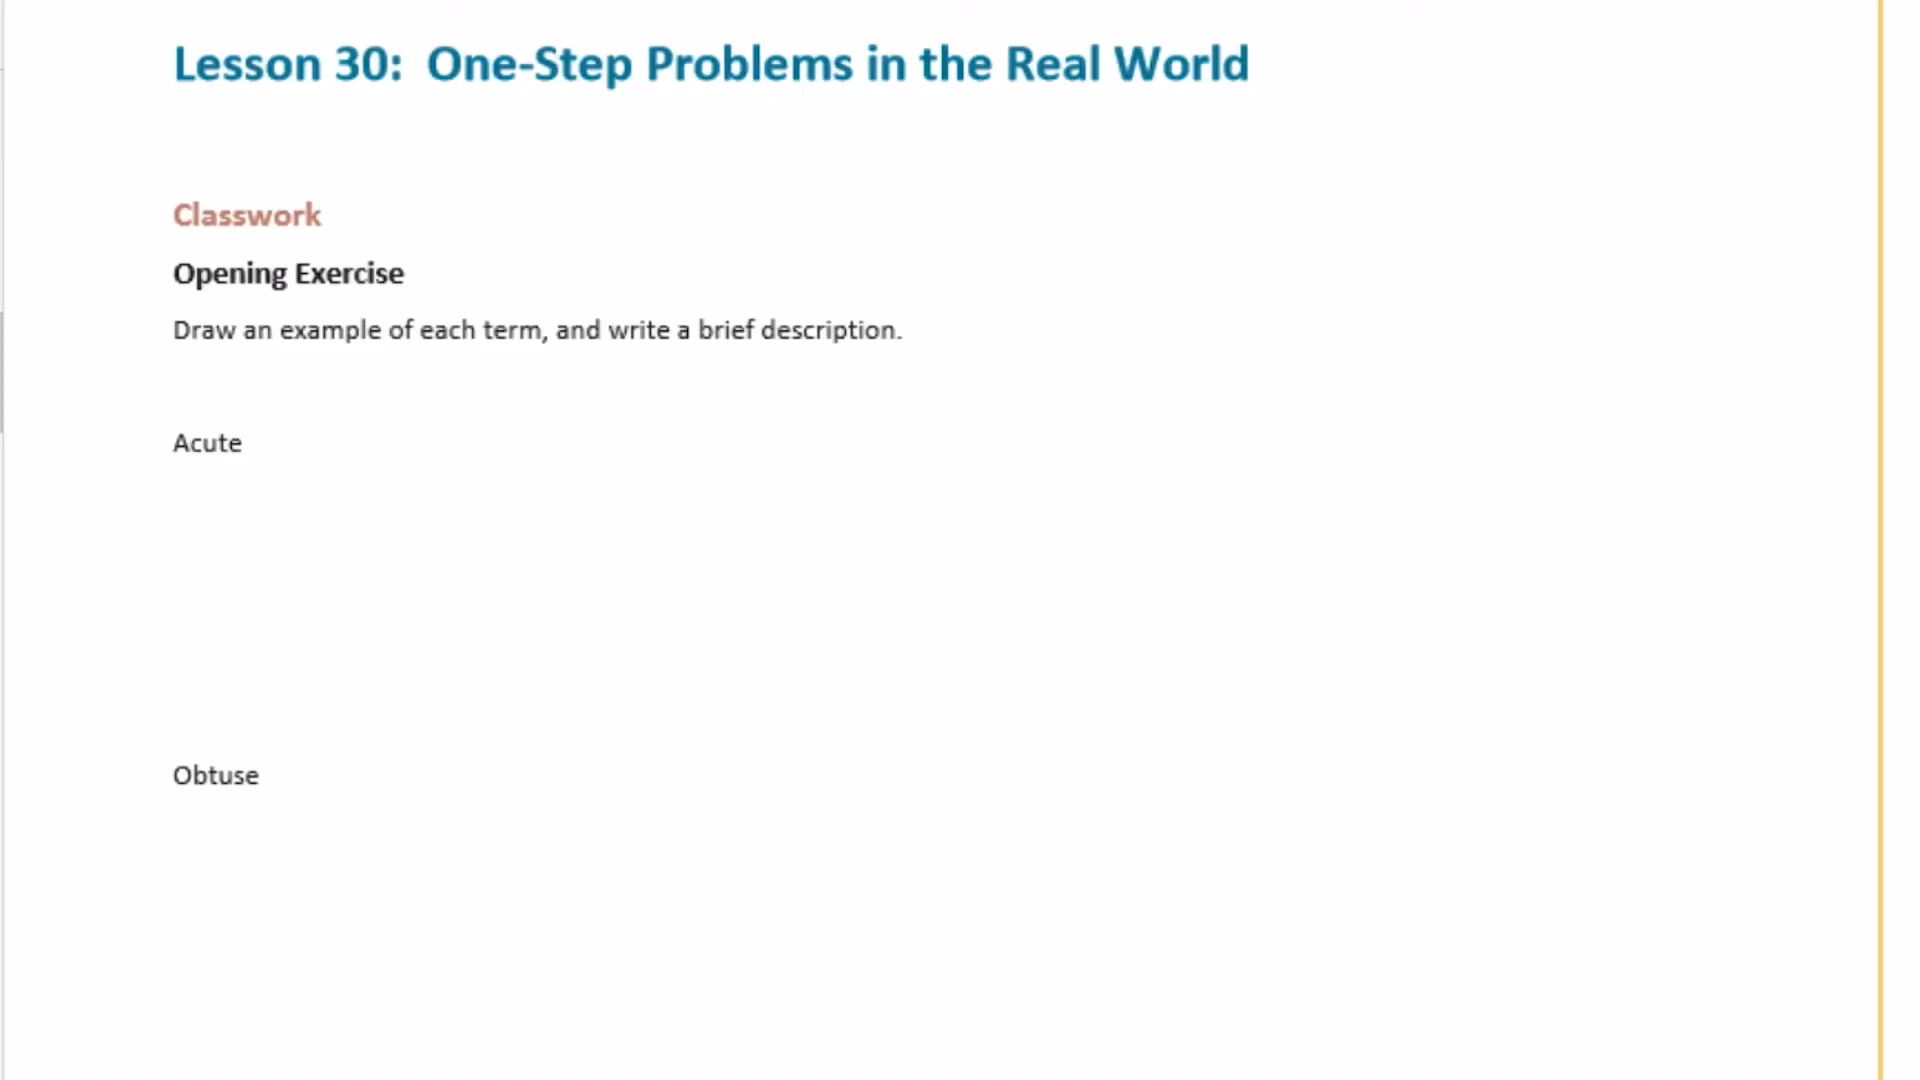 Lesson 30: One-Step Problems in the Real World
Classwork
Opening Exercise
Draw an example of each term, and write a brief description.
Acute
Obtuse